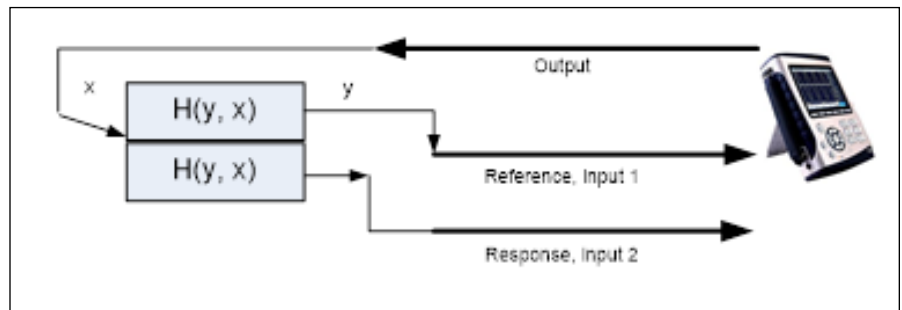 Output
x
y
H(y, x)
H(y, x)
Reference, Input 1
Response, Input 2